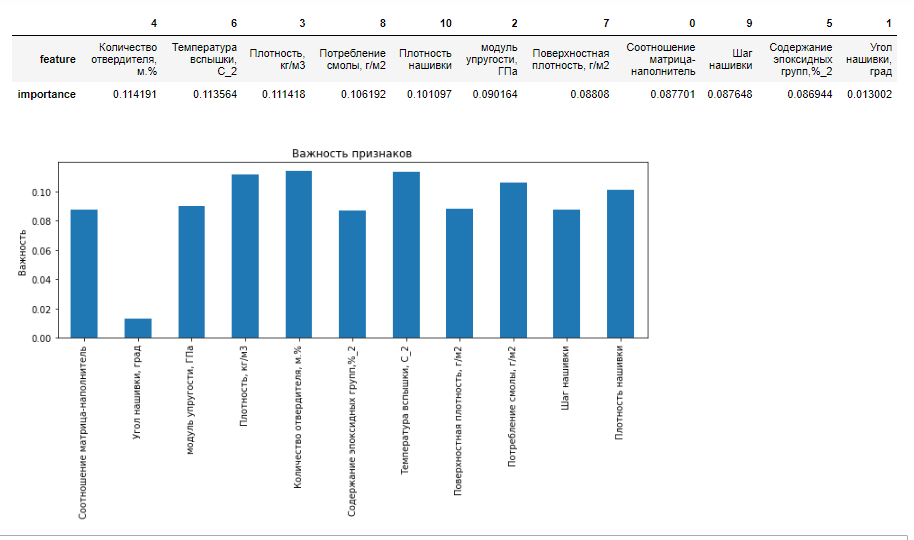 4 6 3 8 10 2 7 0 9 5 1
feature Количество отвердителя, м.% Температура вспышки, С_2 Плотность, кг/м3 Потребление смолы, г/м2 Плотность нашивки модуль упругости, ГПа Поверхностная плотность, г/м2 Соотношение матрица-наполнитель Шаг нашивки Содержание эпоксидных групп,%_2 Угол нашивки, град
importance 0.114191 0.113564 0.111418 0.106192 0.101097 0.090164 0.08808 0.087701 0.087648 0.086944 0.013002
Важность признаков
Важность
0.10
0.08
0.06
0.04
0.02
0.00
Соотношение матрица-наполнитель
Угол нашивки, град
модуль упругости, ГПа
Плотность, кг/м3
Количество отвердителя, м.%
Содержание эпоксидных групп,%_2
Температура вспышки, С_2
Поверхностная плотность, г/м2
Потребление смолы, г/м2
Шаг нашивки
Плотность нашивки